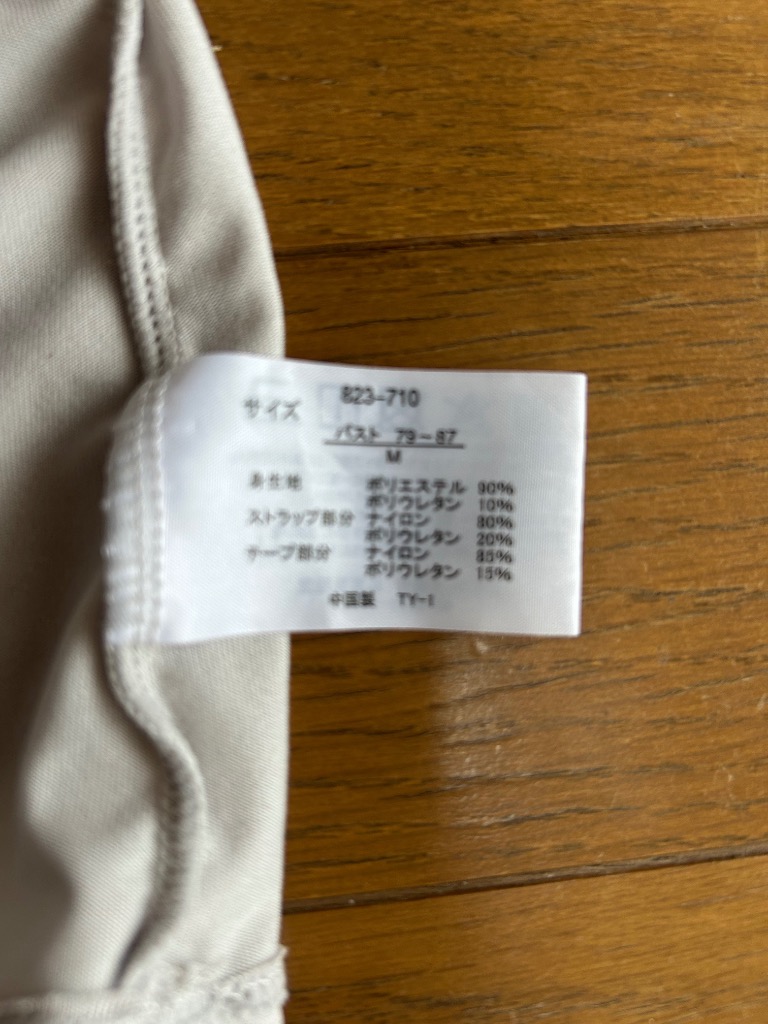 823-710
サイズ
バスト 79-87
M
身生地 ポリエステル 90%
ポリウレタン 10%
ストラップ部分 ナイロン 80%
ポリウレタン 20%
テープ部分 ナイロン 85%
ポリウレタン 15%
中国製 TY-I